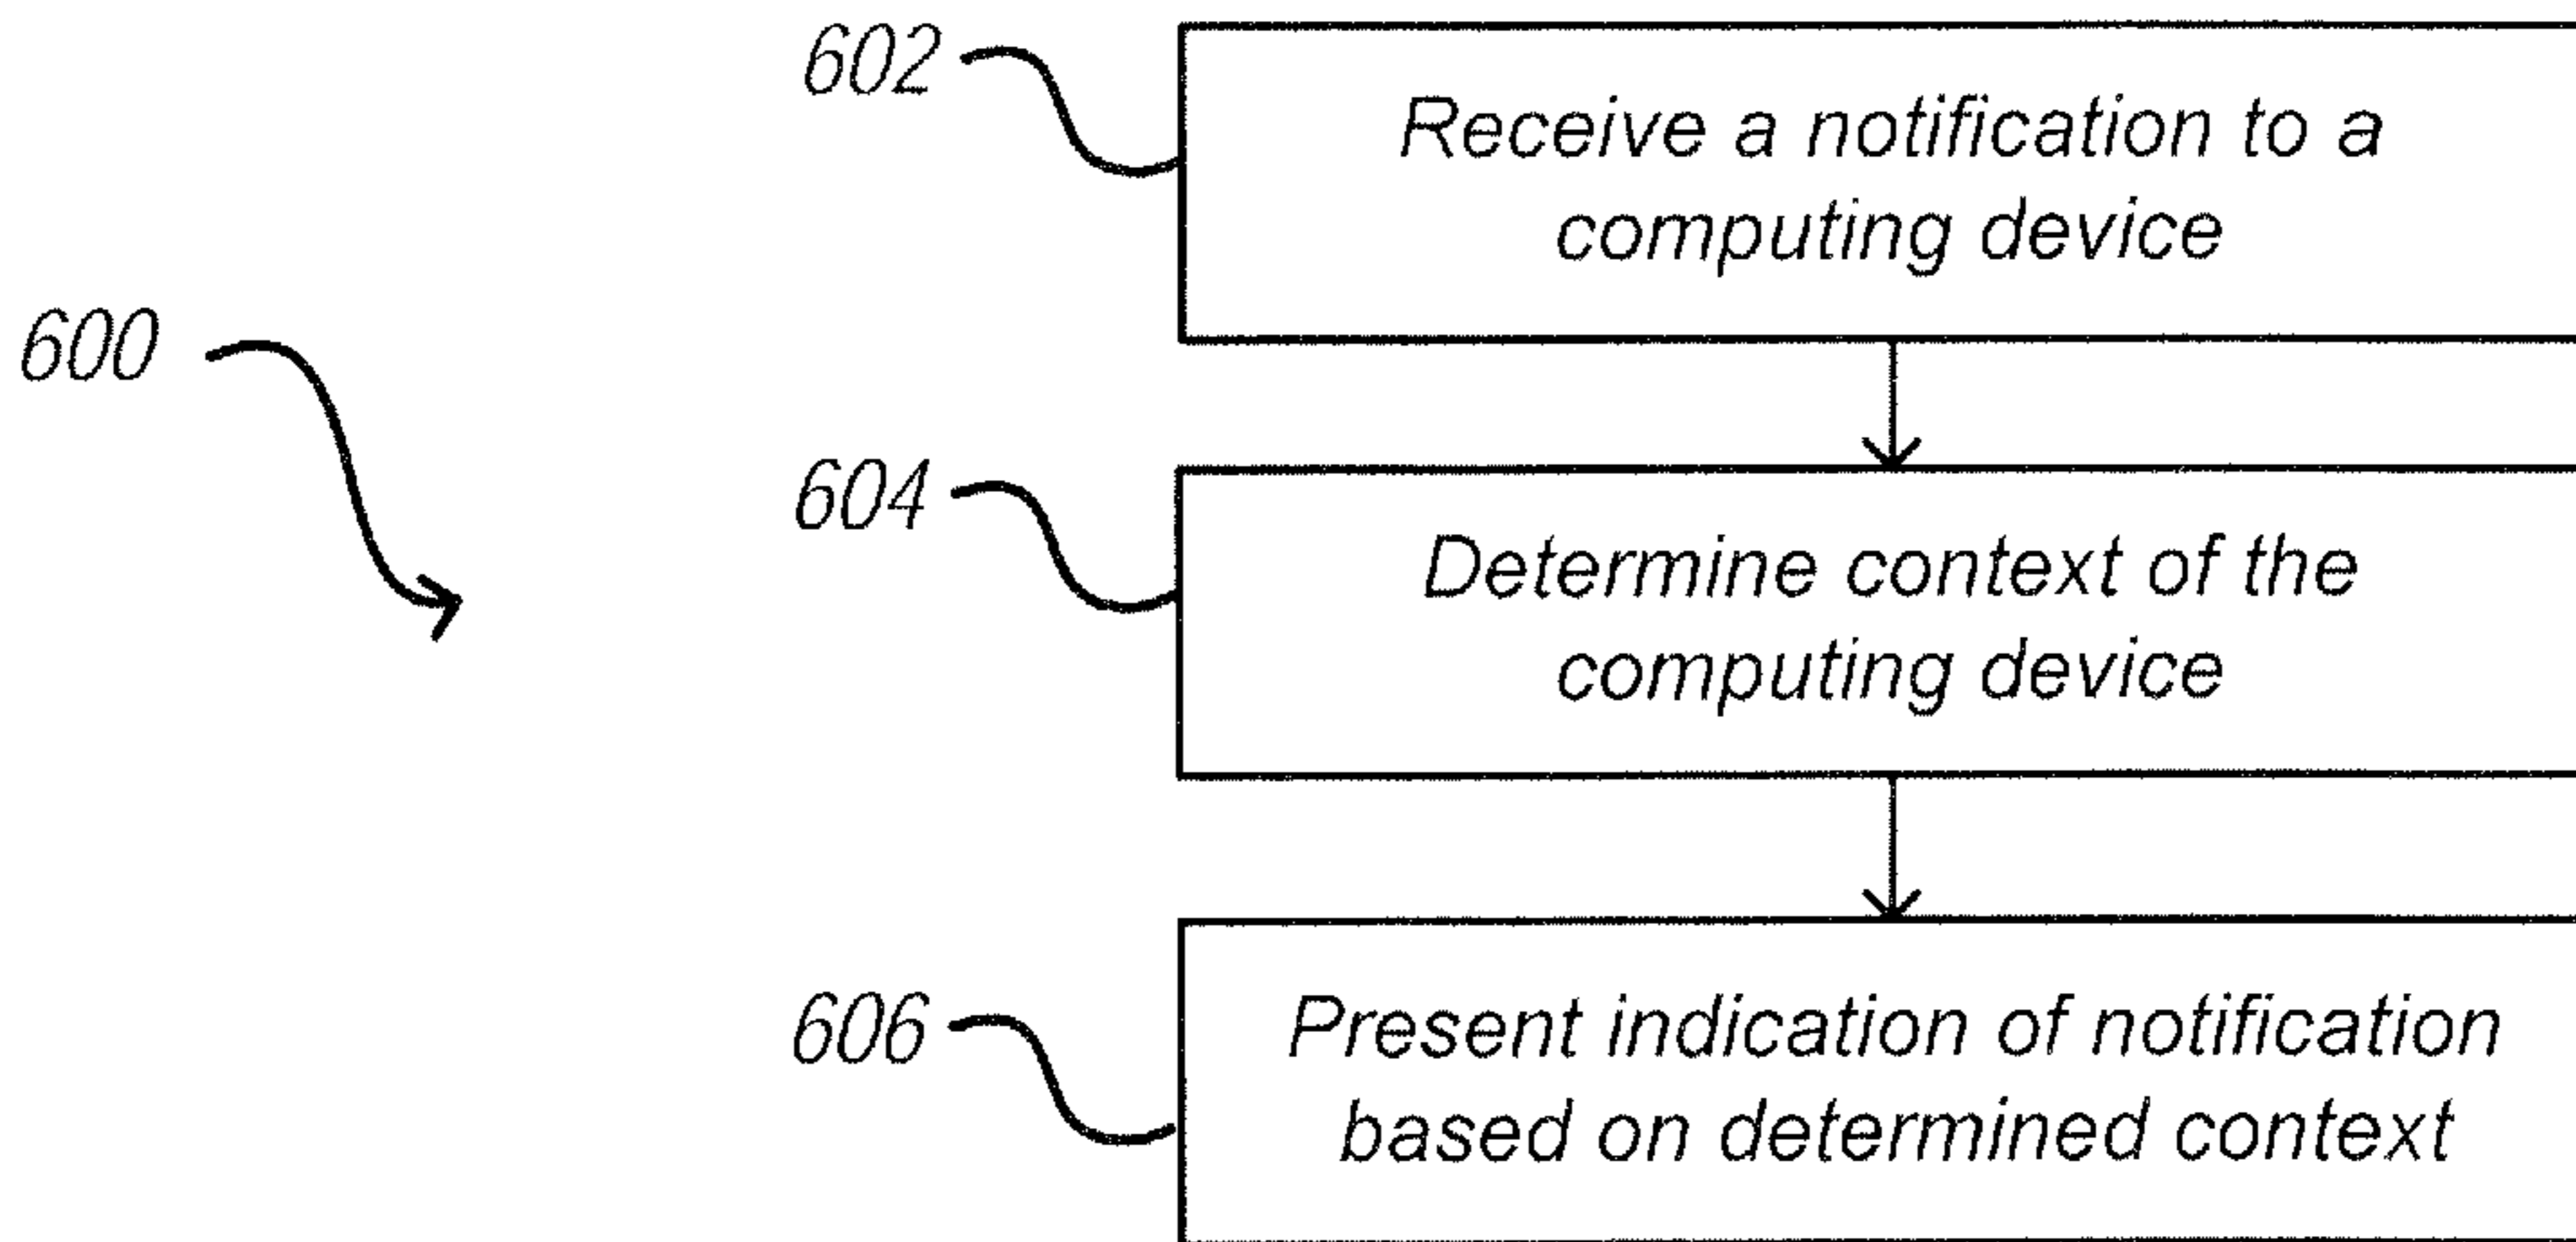 602
Receive a notification to a
computing device
600
604
Determine context of the
computing device
606
Present indication of notification
based on determined context